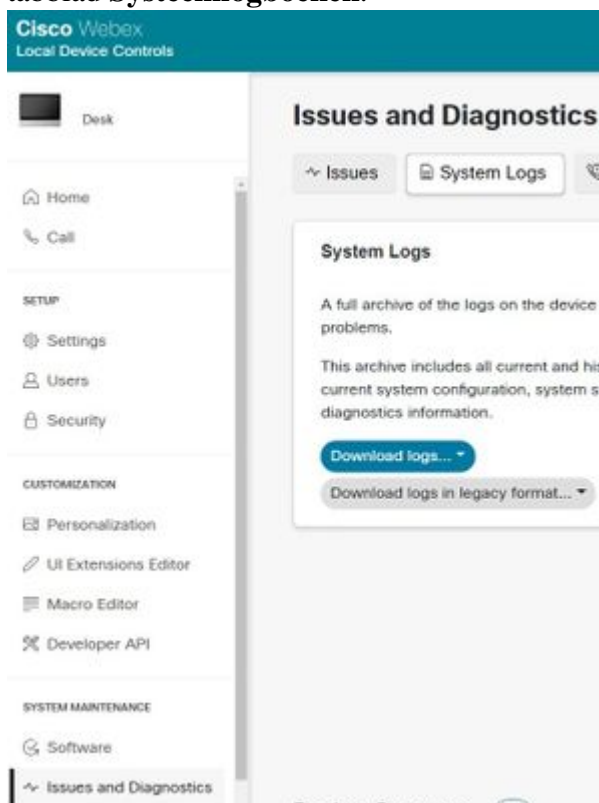 Cisco Webex
Local Device Controls
Desk
Home
Call
SETUP
Settings
Users
Security
CUSTOMIZATION
Personalization
UI Extensions Editor
Macro Editor
Developer API
SYSTEM MAINTENANCE
Software
Issues and Diagnostics
Issues and Diagnostics
Issues
System Logs
System Logs
A full archive of the logs on the device
problems.
This archive includes all current and his
current system configuration, system s
diagnostics information.
Download logs...
Download logs in legacy format...